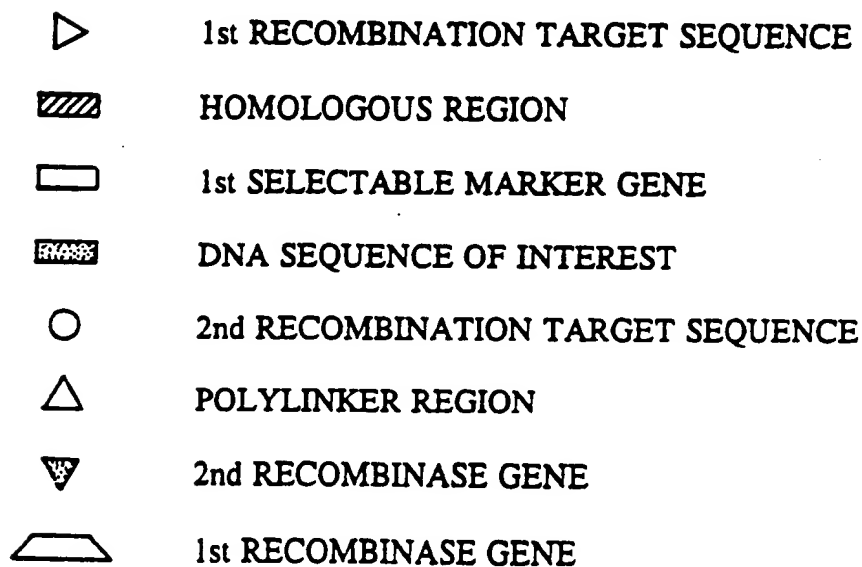 1st RECOMBINATION TARGET SEQUENCE
HOMOLOGOUS REGION
1st SELECTABLE MARKER GENE
DNA SEQUENCE OF INTEREST
2nd RECOMBINATION TARGET SEQUENCE
POLYLINKER REGION
2nd RECOMBINASE GENE
1st RECOMBINASE GENE